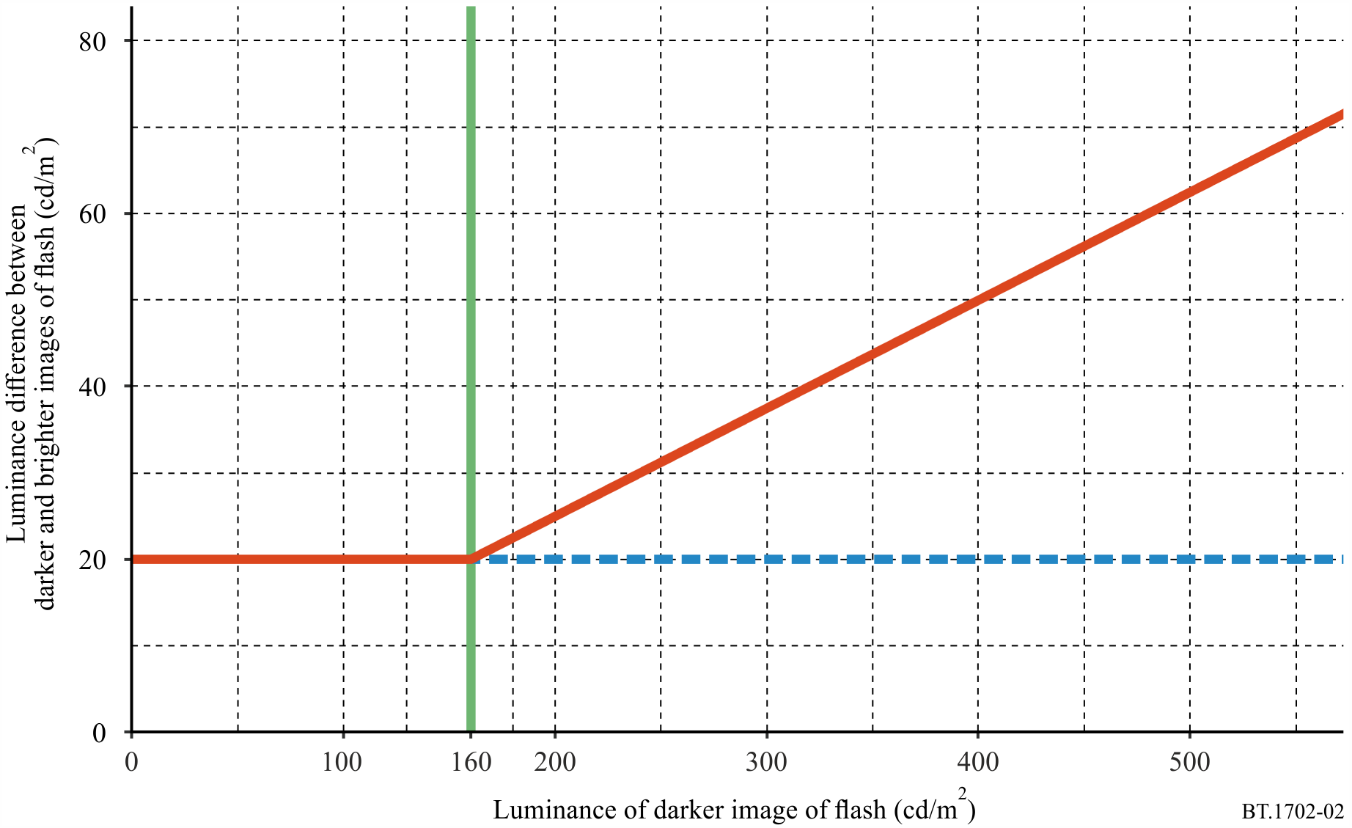 80
60
40
20
0
Luminance difference between
darker and brighter images of flash (cd/m2)
0 100 160 200 300 400 500
Luminance of darker image of flash (cd/m2)
BT.1702-02